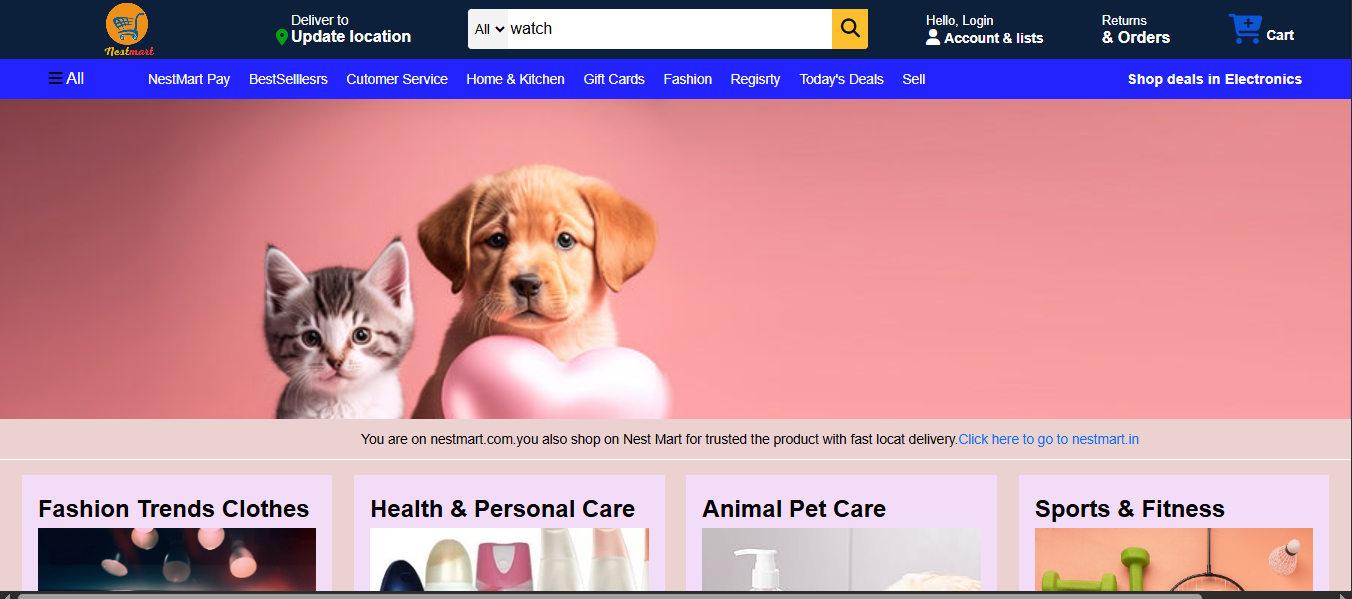 Nestmart
Deliver to
Update location
All
watch
Hello, Login
Account & lists
Returns
& Orders
Cart
All
NestMart Pay
BestSelllesrs
Cutomer Service
Home & Kitchen
Gift Cards
Fashion
Regisrty
Today's Deals
Sell
Shop deals in Electronics
You are on nestmart.com.you also shop on Nest Mart for trusted the product with fast locat delivery.Click here to go to nestmart.in
Fashion Trends Clothes
Health & Personal Care
Animal Pet Care
Sports & Fitness